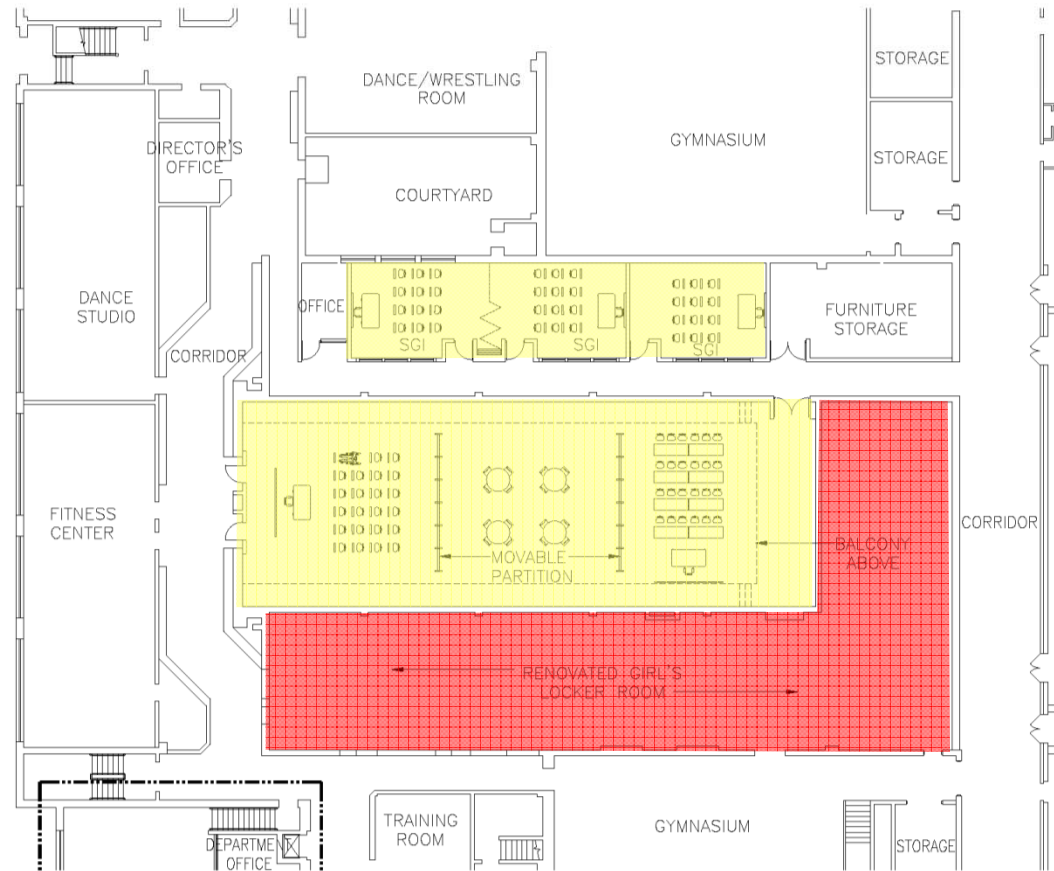 STORAGE
DANCE/WRESTLING
ROOM
GYMNASIUM
DIRECTOR'S
OFFICE
STORAGE
COURTYARD
DANCE
STUDIO
OFFICE
FURNITURE
STORAGE
SGI
SGI
SGI
CORRIDOR
FITNESS
CENTER
CORRIDOR
MOVABLE
PARTITION
BALCONY
ABOVE
RENOVATED GIRL'S
LOCKER ROOM
TRAINING
ROOM
GYMNASIUM
DEPARTMENT
OFFICE
STORAGE